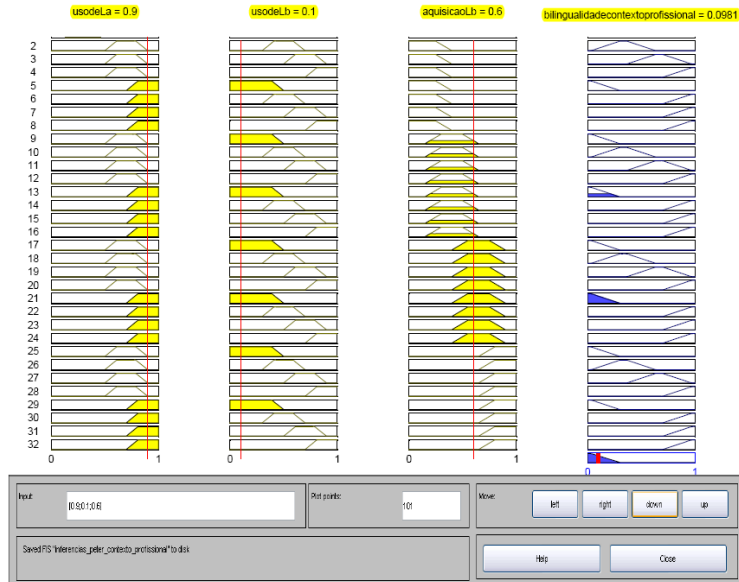 usodeLa = 0.9
usodeLb = 0.1
aquisicaoLb = 0.6
bilingualidadecontextoprofissional = 0.0981
2
3
4
5
6
7
8
9
10
11
12
13
14
15
16
17
18
19
20
21
22
23
24
25
26
27
28
29
30
31
32
0 1 0 1 0 1
0 1
Input:
[0.9;0.1;0.6]
Plot points:
101
Move:
left
right
down
up
Saved FIS "Inferencias_peter_contexto_profissional" to disk
Help
Close